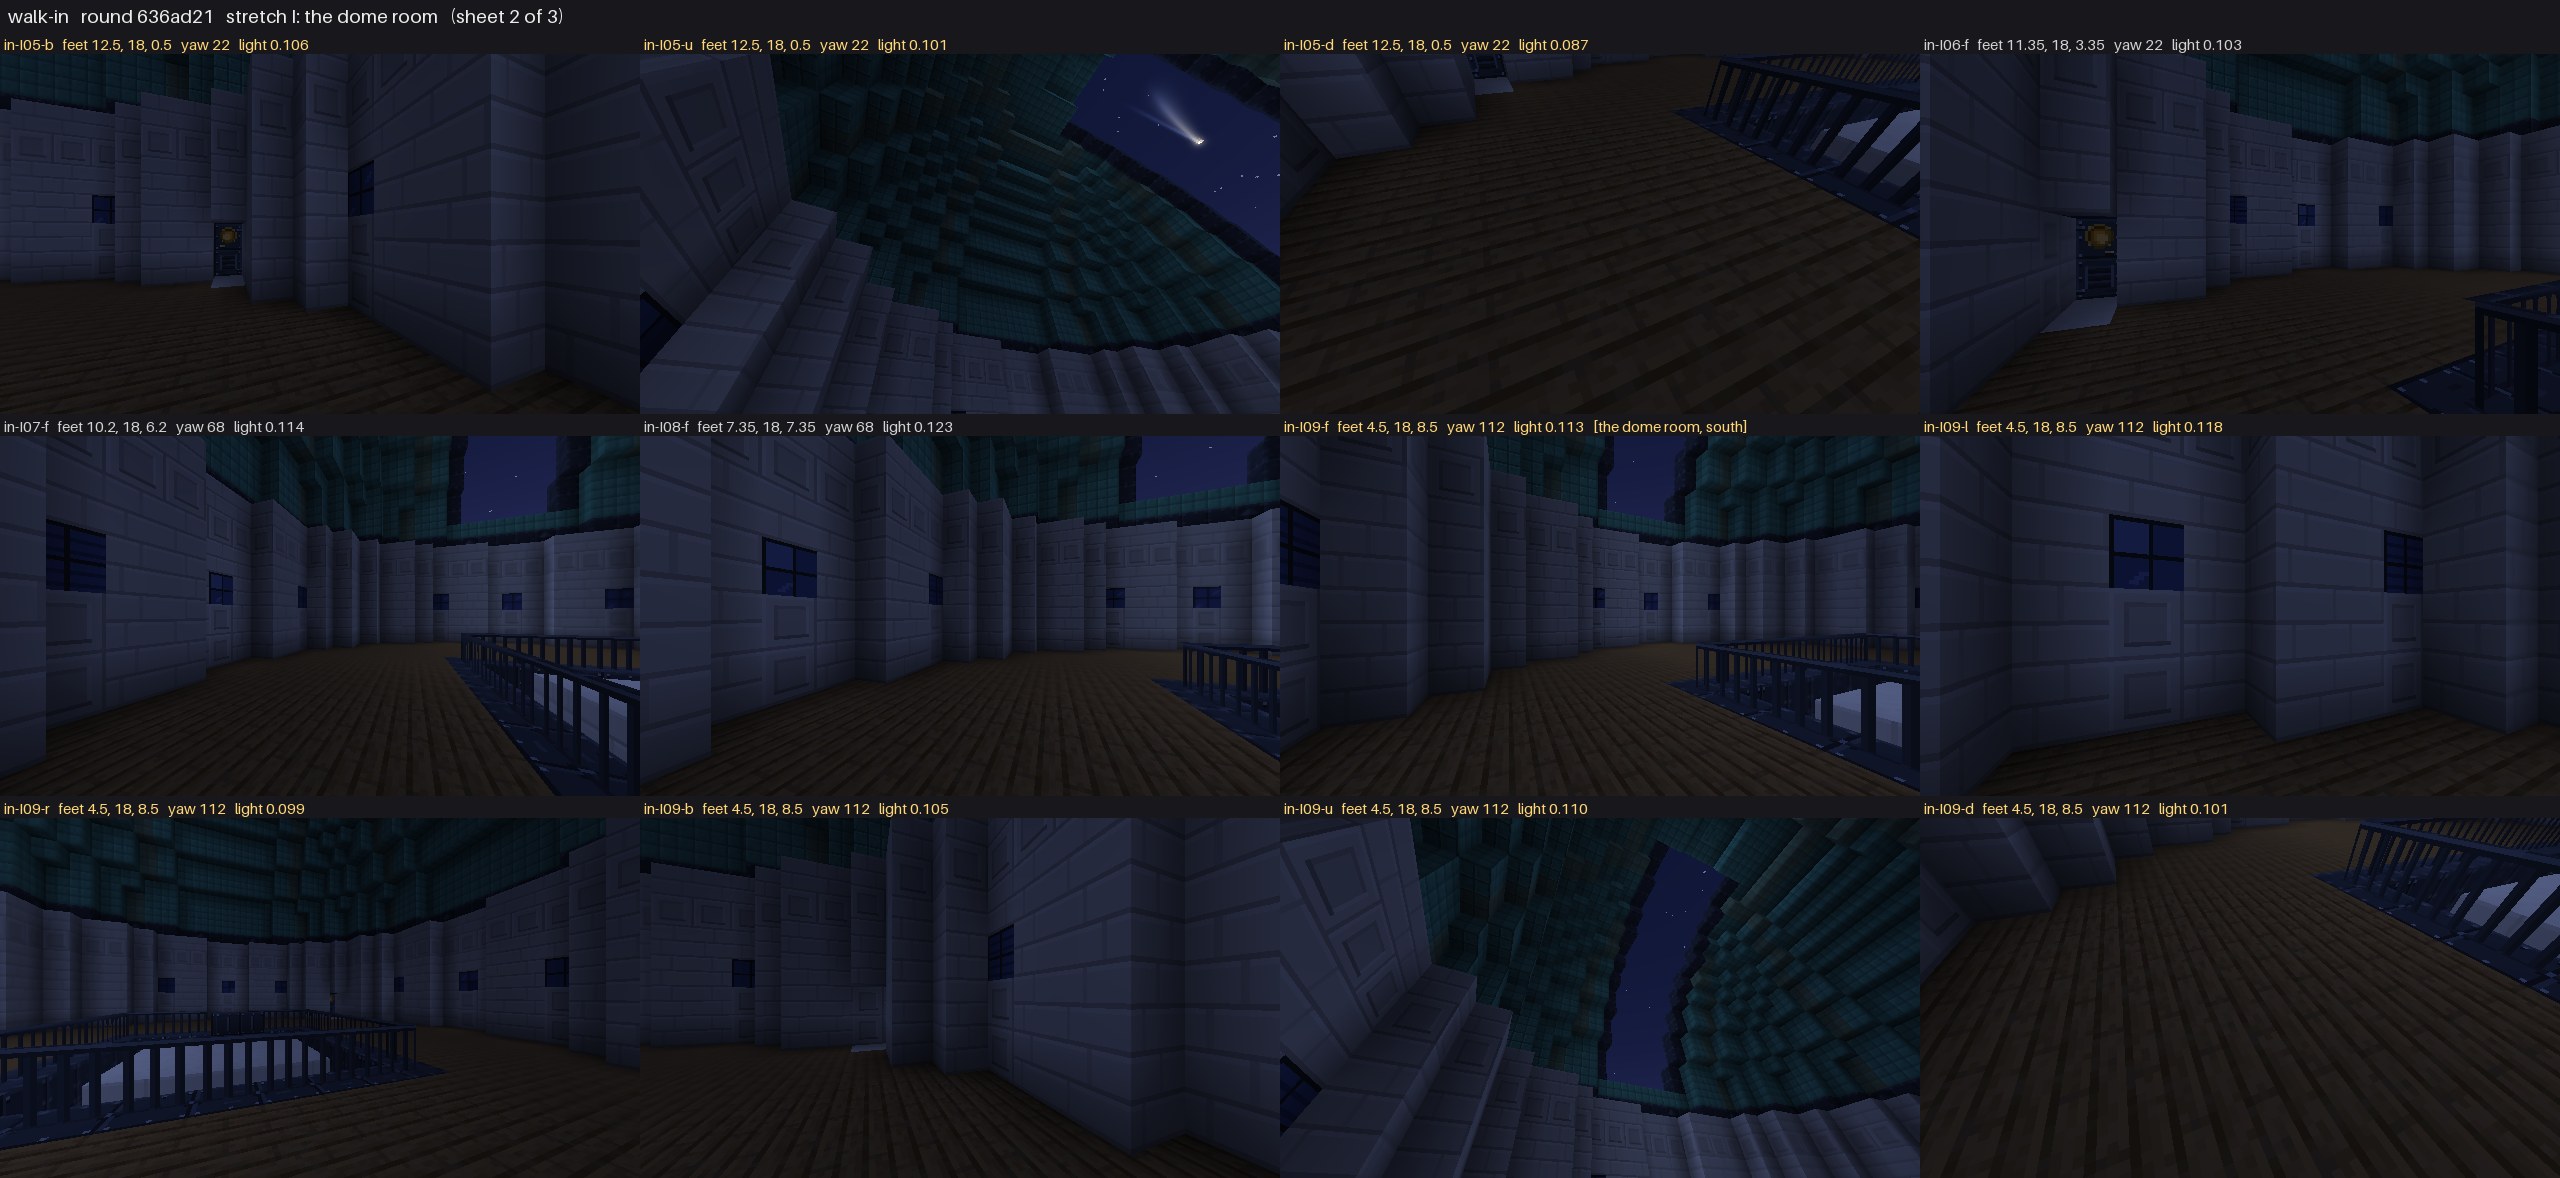 walk-in   round 636ad21   stretch I: the dome room   (sheet 2 of 3)
in-I05-b   feet 12.5, 18, 0.5   yaw 22   light 0.106
in-I05-u   feet 12.5, 18, 0.5   yaw 22   light 0.101
in-I05-d   feet 12.5, 18, 0.5   yaw 22   light 0.087
in-I06-f   feet 11.35, 18, 3.35   yaw 22   light 0.103
in-I07-f   feet 10.2, 18, 6.2   yaw 68   light 0.114
in-I08-f   feet 7.35, 18, 7.35   yaw 68   light 0.123
in-I09-f   feet 4.5, 18, 8.5   yaw 112   light 0.113   [the dome room, south]
in-I09-l   feet 4.5, 18, 8.5   yaw 112   light 0.118
in-I09-r   feet 4.5, 18, 8.5   yaw 112   light 0.099
in-I09-b   feet 4.5, 18, 8.5   yaw 112   light 0.105
in-I09-u   feet 4.5, 18, 8.5   yaw 112   light 0.110
in-I09-d   feet 4.5, 18, 8.5   yaw 112   light 0.101